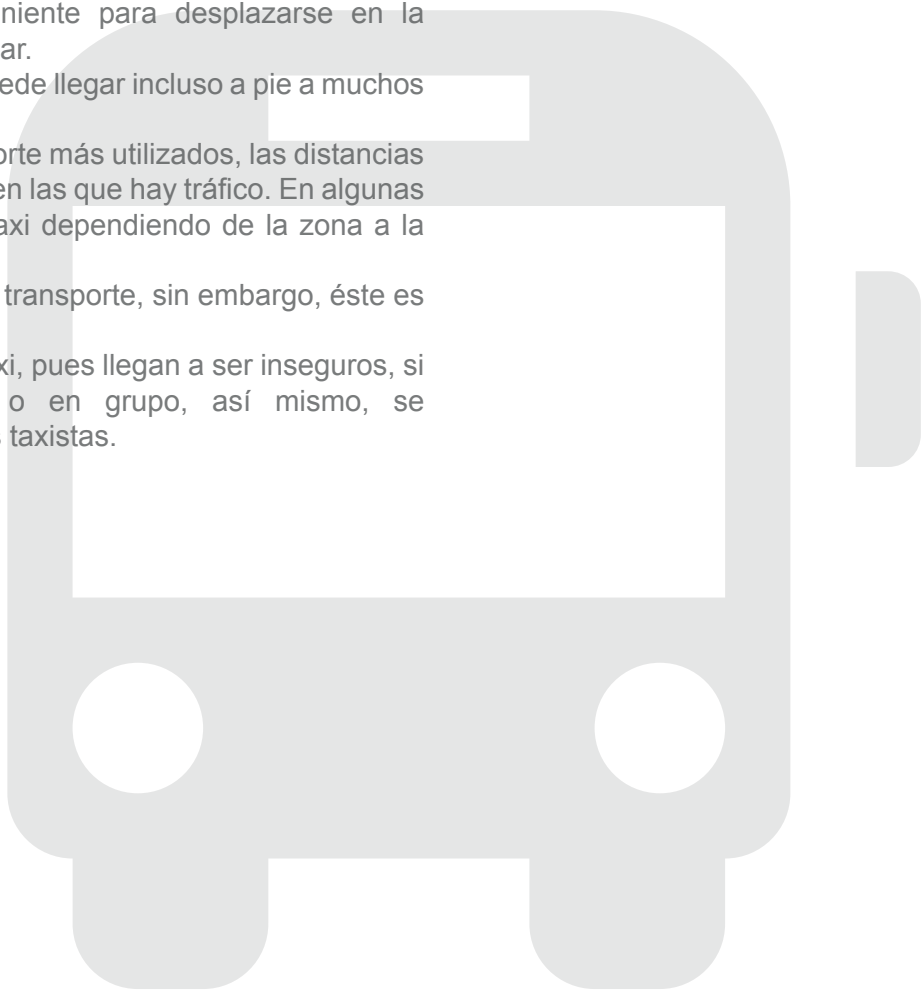 niente para desplazarse en la
ar.
ede llegar incluso a pie a muchos
orte más utilizados, las distancias
en las que hay tráfico. En algunas
axi dependiendo de la zona a la
transporte, sin embargo, éste es
xi, pues llegan a ser inseguros, si
o en grupo, así mismo, se
s taxistas.